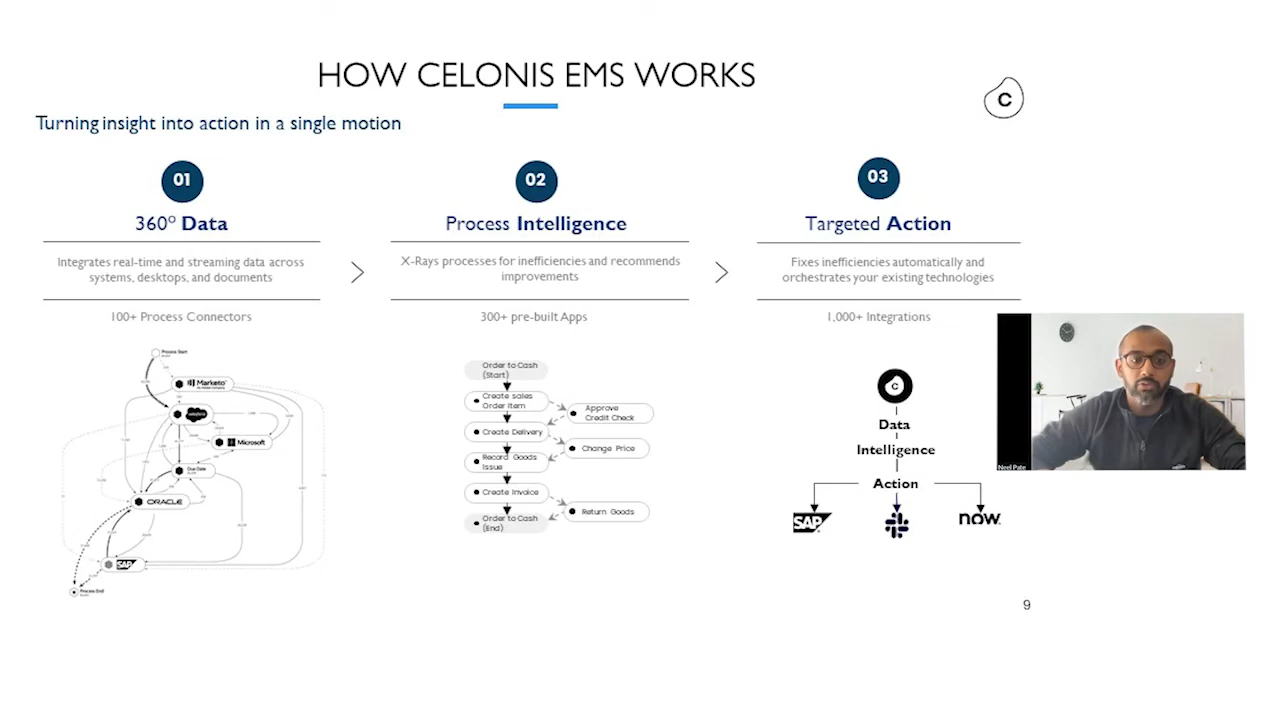 HOW CELONIS EMS WORKS
C
Turning insight into action in a single motion
01
360º Data
Integrates real-time and streaming data across
systems, desktops, and documents
100+ Process Connectors
02
Process Intelligence
X-Rays processes for inefficiencies and recommends
improvements
300+ pre-built Apps
03
Targeted Action
Fixes inefficiencies automatically and
orchestrates your existing technologies
1,000+ Integrations
Process Start
Marketo
salesforce
Microsoft
Due Date
ORACLE
SAP
Process End
Order to Cash
(Start)
Create sales
Order Item
Approve
Credit Check
Create Delivery
Change Price
Record Goods
Issue
Create Invoice
Return Goods
Order to Cash
(End)
C
Data
Intelligence
Action
SAP
now.
Neel Pate
9